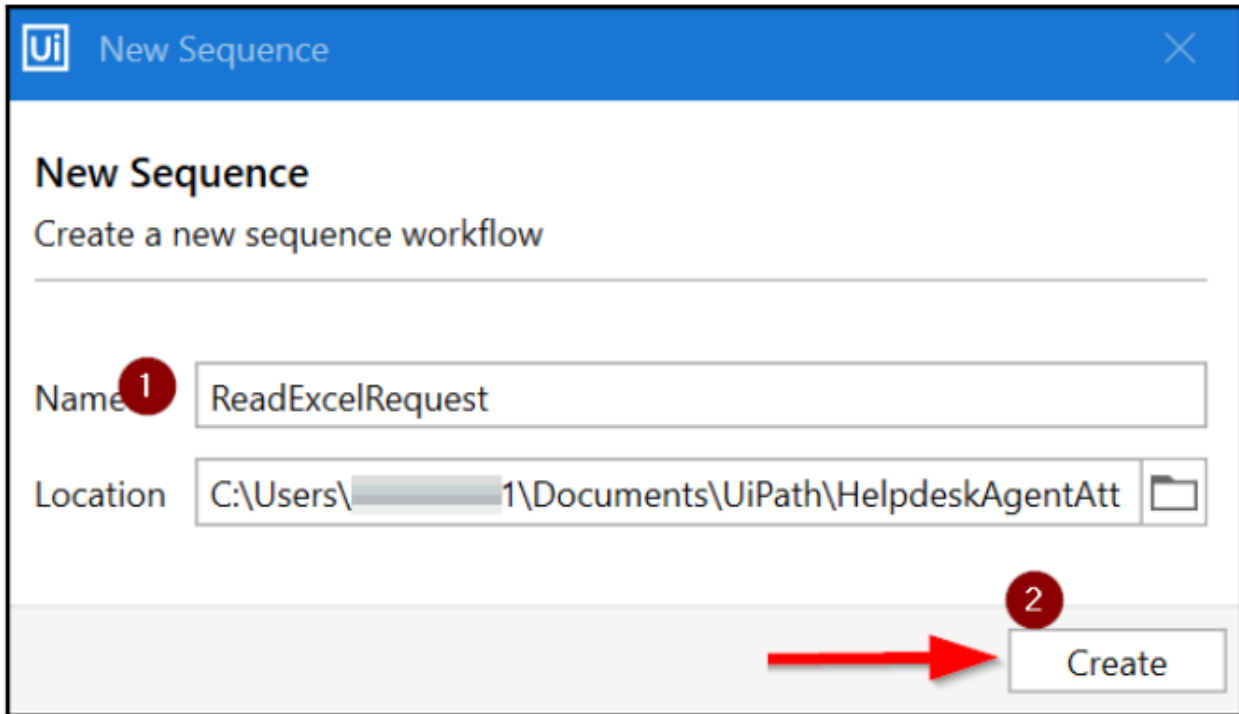 Ui New Sequence
New Sequence
Create a new sequence workflow
Name 1 ReadExcelRequest
Location C:\Users\ 1\Documents\UiPath\HelpdeskAgentAtt
2
Create